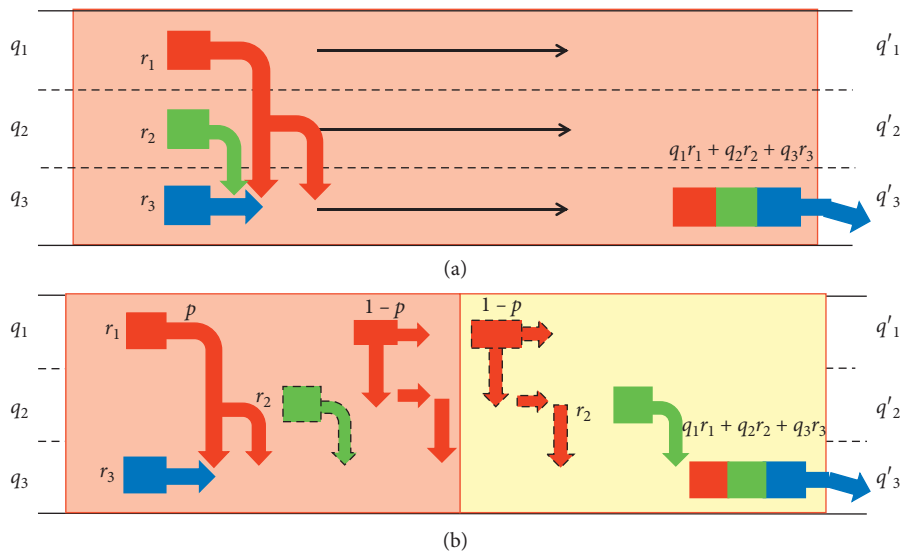 q1 r1 q′1
q2 r2 q′2
q1r1 + q2r2 + q3r3
q3 r3 q′3
(a)
p 1 – p 1 – p
q1 r1 q′1
q2 r2 r2 q′2
q1r1 + q2r2 + q3r3
q3 r3 q′3
(b)